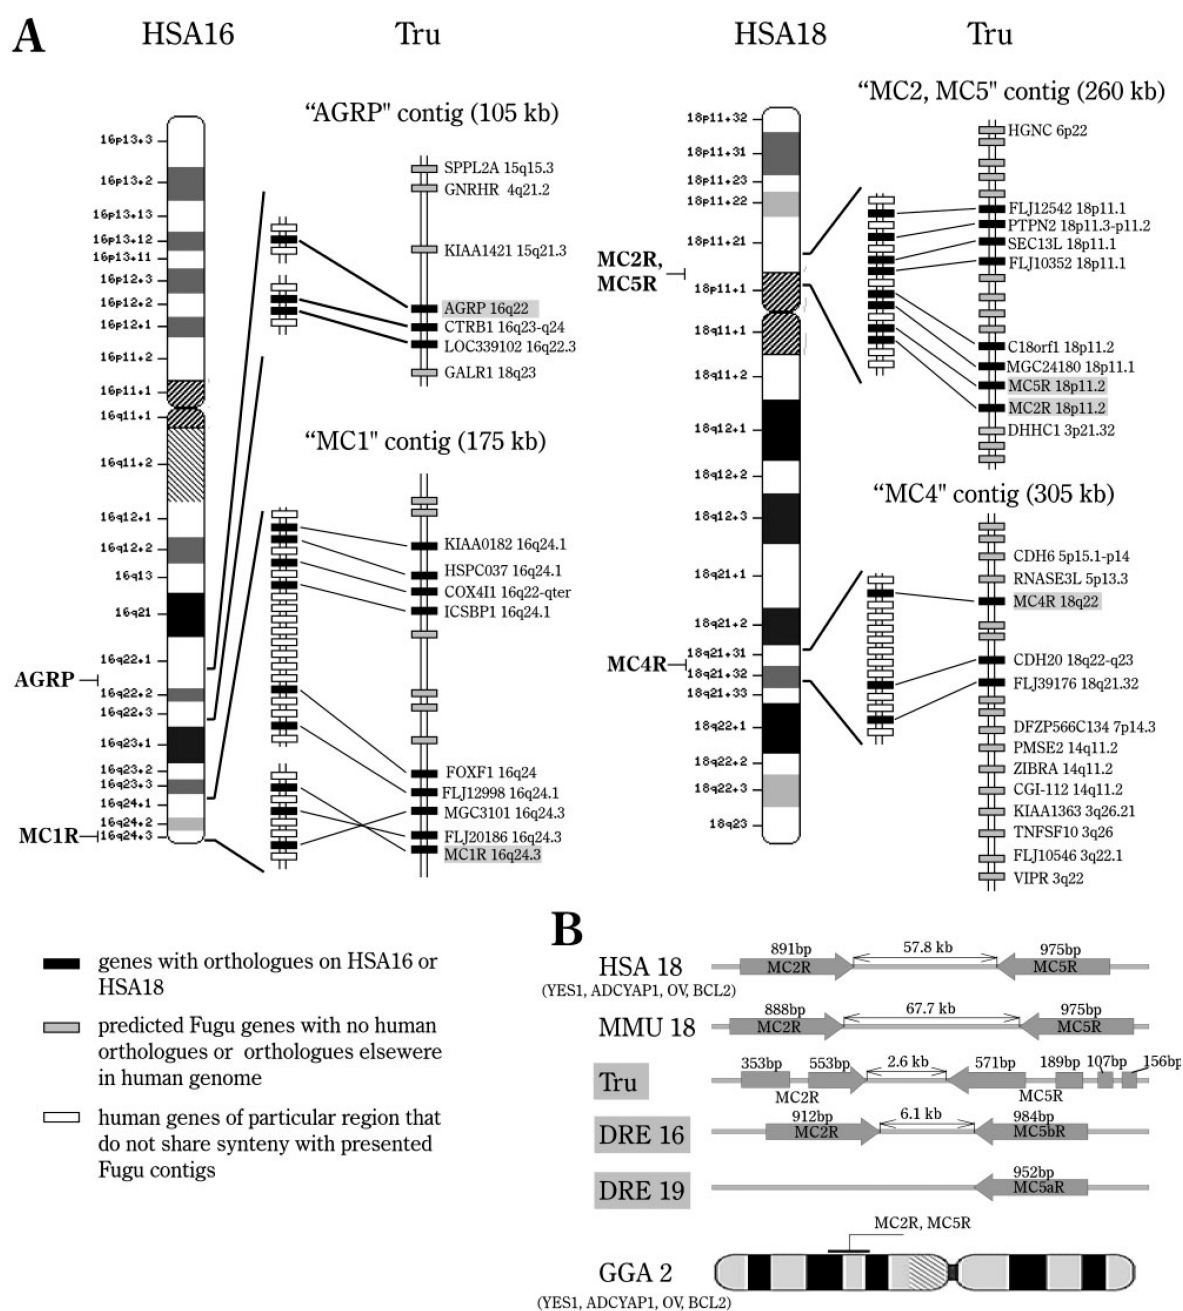 A
HSA16
Tru
HSA18
Tru
"AGRP" contig (105 kb)
16p13+3
16p13+2
16p13+13
16p13+12
16p13+11
16p12+3
16p12+2
16p12+1
16p11+2
16p11+1
16q11+1
16q11+2
16q12+1
16q12+2
16q13
16q21
16q22+1
16q22+2
16q22+3
16q23+1
16q23+2
16q23+3
16q24+1
16q24+2
16q24+3
AGRP
MC1R
SPPL2A 15q15.3
GNRHR 4q21.2
KIAA1421 15q21.3
AGRP 16q22
CTRB1 16q23-q24
LOC339102 16q22.3
GALR1 18q23
"MC1" contig (175 kb)
KIAA0182 16q24.1
HSPC037 16q24.1
COX4I1 16q22-qter
ICSBP1 16q24.1
FOXF1 16q24
FLJ12998 16q24.1
MGC3101 16q24.3
FLJ20186 16q24.3
MC1R 16q24.3
"MC2, MC5" contig (260 kb)
18p11+32
18p11+31
18p11+23
18p11+22
18p11+21
18p11+1
18q11+1
18q11+2
18q12+1
18q12+2
18q12+3
18q21+1
18q21+2
18q21+31
18q21+32
18q21+33
18q22+1
18q22+2
18q22+3
18q23
MC2R,
MC5R
MC4R
HGNC 6p22
FLJ12542 18p11.1
PTPN2 18p11.3-p11.2
SEC13L 18p11.1
FLJ10352 18p11.1
C18orf1 18p11.2
MGC24180 18p11.1
MC5R 18p11.2
MC2R 18p11.2
DHHC1 3p21.32
"MC4" contig (305 kb)
CDH6 5p15.1-p14
RNASE3L 5p13.3
MC4R 18q22
CDH20 18q22-q23
FLJ39176 18q21.32
DFZP566C134 7p14.3
PMSE2 14q11.2
ZIBRA 14q11.2
CGI-112 14q11.2
KIAA1363 3q26.21
TNFSF10 3q26
FLJ10546 3q22.1
VIPR 3q22
genes with orthologues on HSA16 or
HSA18
predicted Fugu genes with no human
orthologues or orthologues elsewere
in human genome
human genes of particular region that
do not share synteny with presented
Fugu contigs
B
HSA 18
(YES1, ADCYAP1, OV, BCL2)
891bp
MC2R
57.8 kb
975bp
MC5R
MMU 18
888bp
MC2R
67.7 kb
975bp
MC5R
Tru
353bp
553bp
2.6 kb
571bp
189bp
107bp
156bp
MC2R
MC5R
DRE 16
912bp
MC2R
6.1 kb
984bp
MC5bR
DRE 19
952bp
MC5aR
MC2R, MC5R
GGA 2
(YES1, ADCYAP1, OV, BCL2)